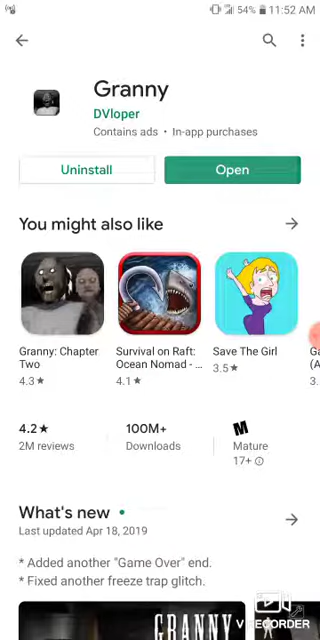 54% 11:52 AM
Granny
DVloper
Contains ads • In-app purchases
Uninstall
Open
You might also like
Granny: Chapter Two
4.3★
Survival on Raft: Ocean Nomad - ...
4.1★
Save The Girl
3.5★
Ga
(A
3.
4.2★
2M reviews
100M+
Downloads
Mature
17+
What's new •
Last updated Apr 18, 2019
* Added another "Game Over" end.
* Fixed another freeze trap glitch.
GRANNY
RECORDER